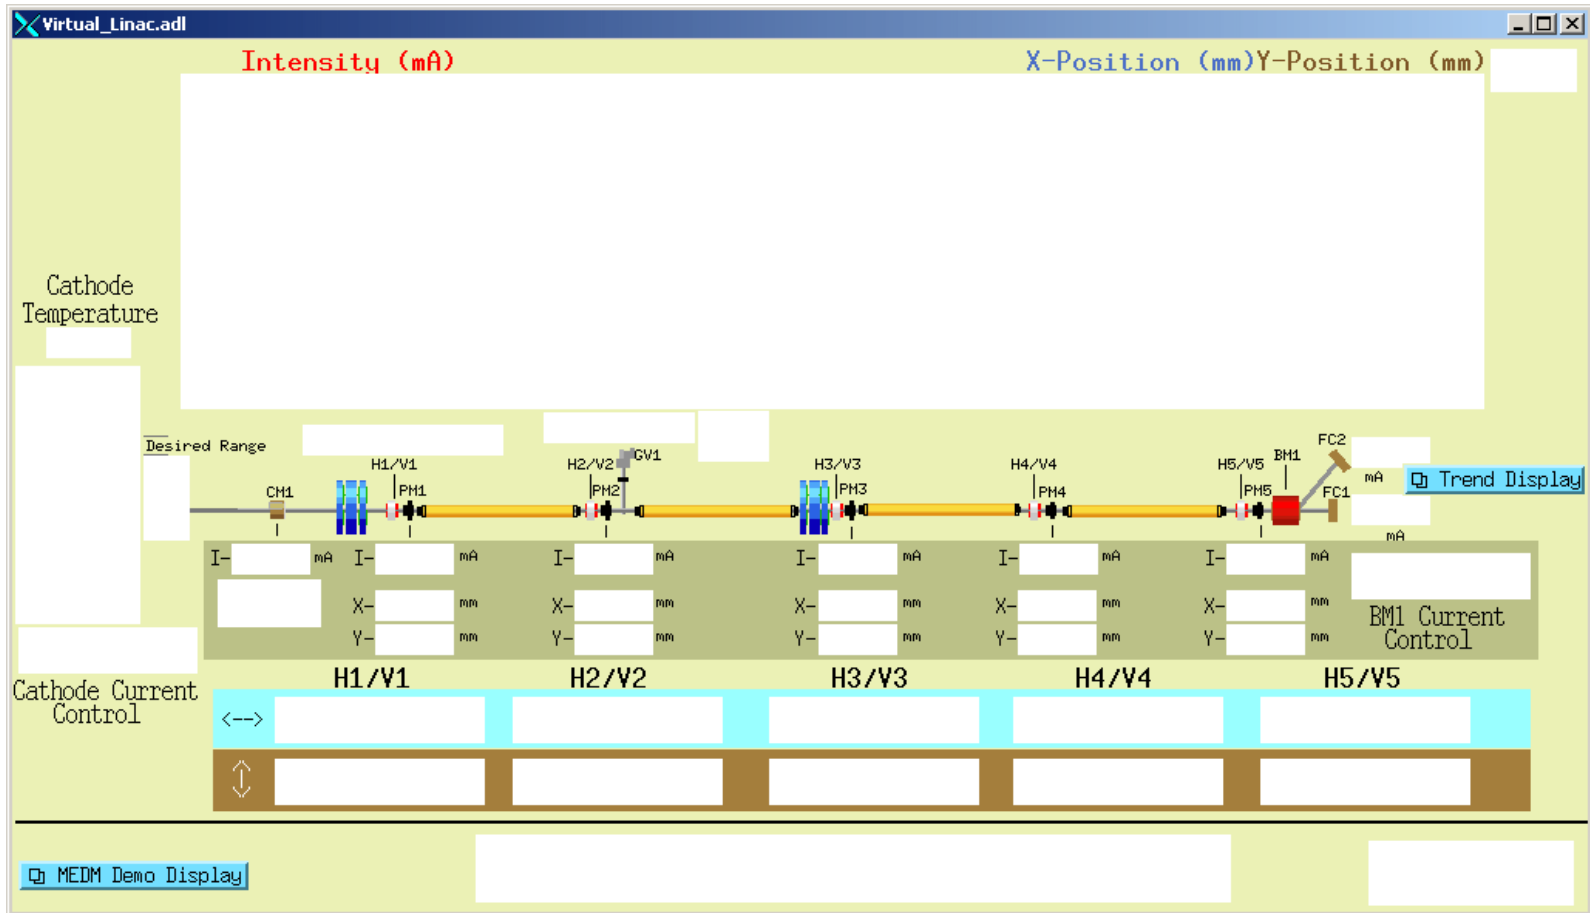 Virtual_Linac.adl
Intensity (mA)
X-Position (mm)
Y-Position (mm)
Cathode
Temperature
Desired Range
CM1
H1/V1
PM1
H2/V2
PM2
GV1
H3/V3
PM3
H4/V4
PM4
H5/V5
PM5
BM1
FC2
FC1
mA
mA
Trend Display
I- mA
I- mA
I- mA
I- mA
I- mA
I- mA
X- mm
X- mm
X- mm
X- mm
X- mm
Y- mm
Y- mm
Y- mm
Y- mm
Y- mm
BM1 Current
Control
Cathode Current
Control
H1/V1
H2/V2
H3/V3
H4/V4
H5/V5
<-->
MEDM Demo Display